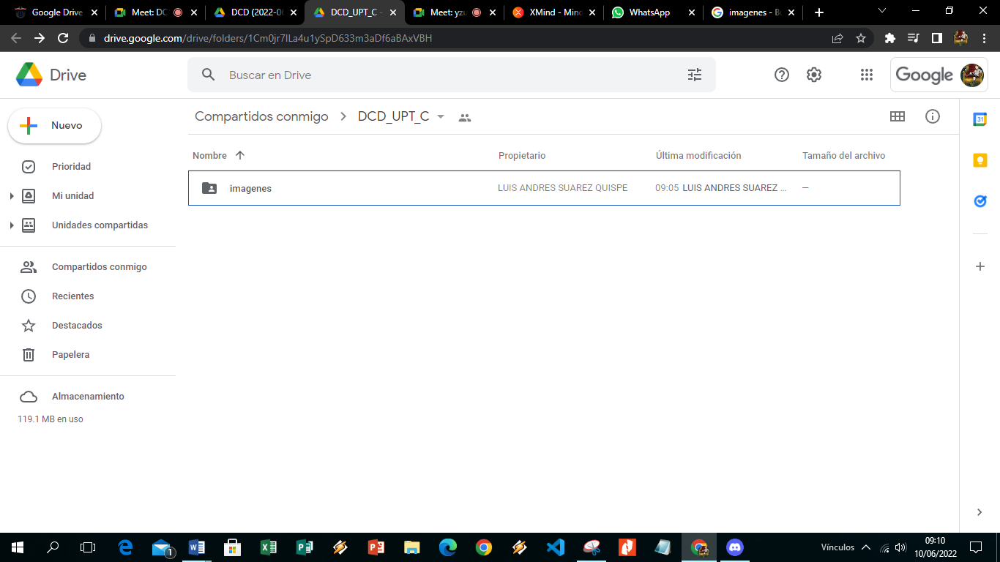 Google Drive
Meet: DC
DCD (2022-0
DCD_UPT_C -
Meet: yzu
XMind - Mind
WhatsApp
imagenes - B
drive.google.com/drive/folders/1Cm0jr7ILa4u1ySpD633m3aDf6aBAxVBH
Drive
Buscar en Drive
Google
Nuevo
Compartidos conmigo
DCD_UPT_C
31
Nombre
Propietario
Última modificación
Tamaño del archivo
Prioridad
imagenes
LUIS ANDRES SUAREZ QUISPE
09:05 LUIS ANDRES SUAREZ ...
—
Mi unidad
Unidades compartidas
Compartidos conmigo
Recientes
Destacados
Papelera
Almacenamiento
119.1 MB en uso
1
Vínculos
09:10
10/06/2022